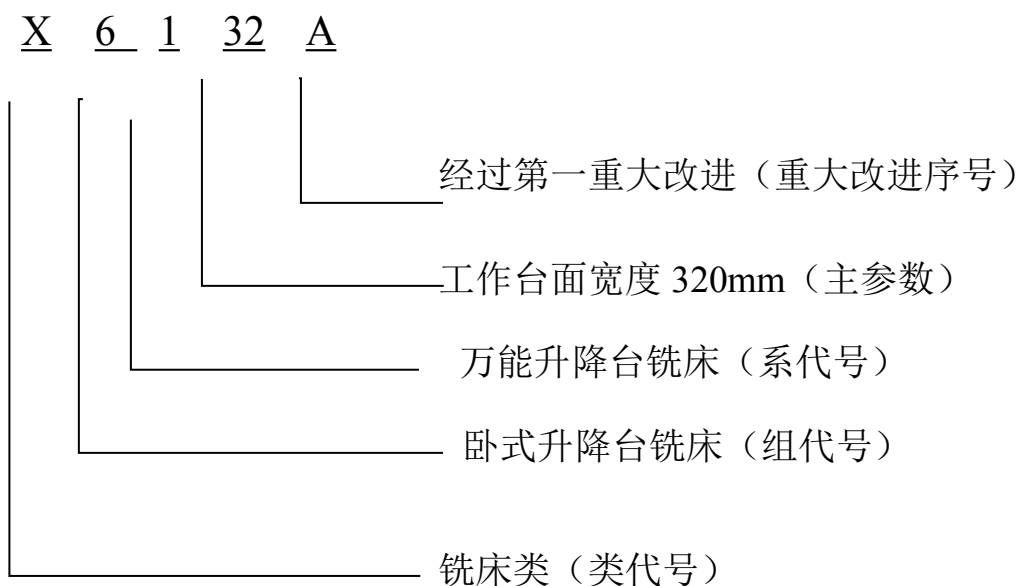 X 6 1 32 A
经过第一重大改进（重大改进序号）
工作台面宽度 320mm（主参数）
万能升降台铣床（系代号）
卧式升降台铣床（组代号）
铣床类（类代号）